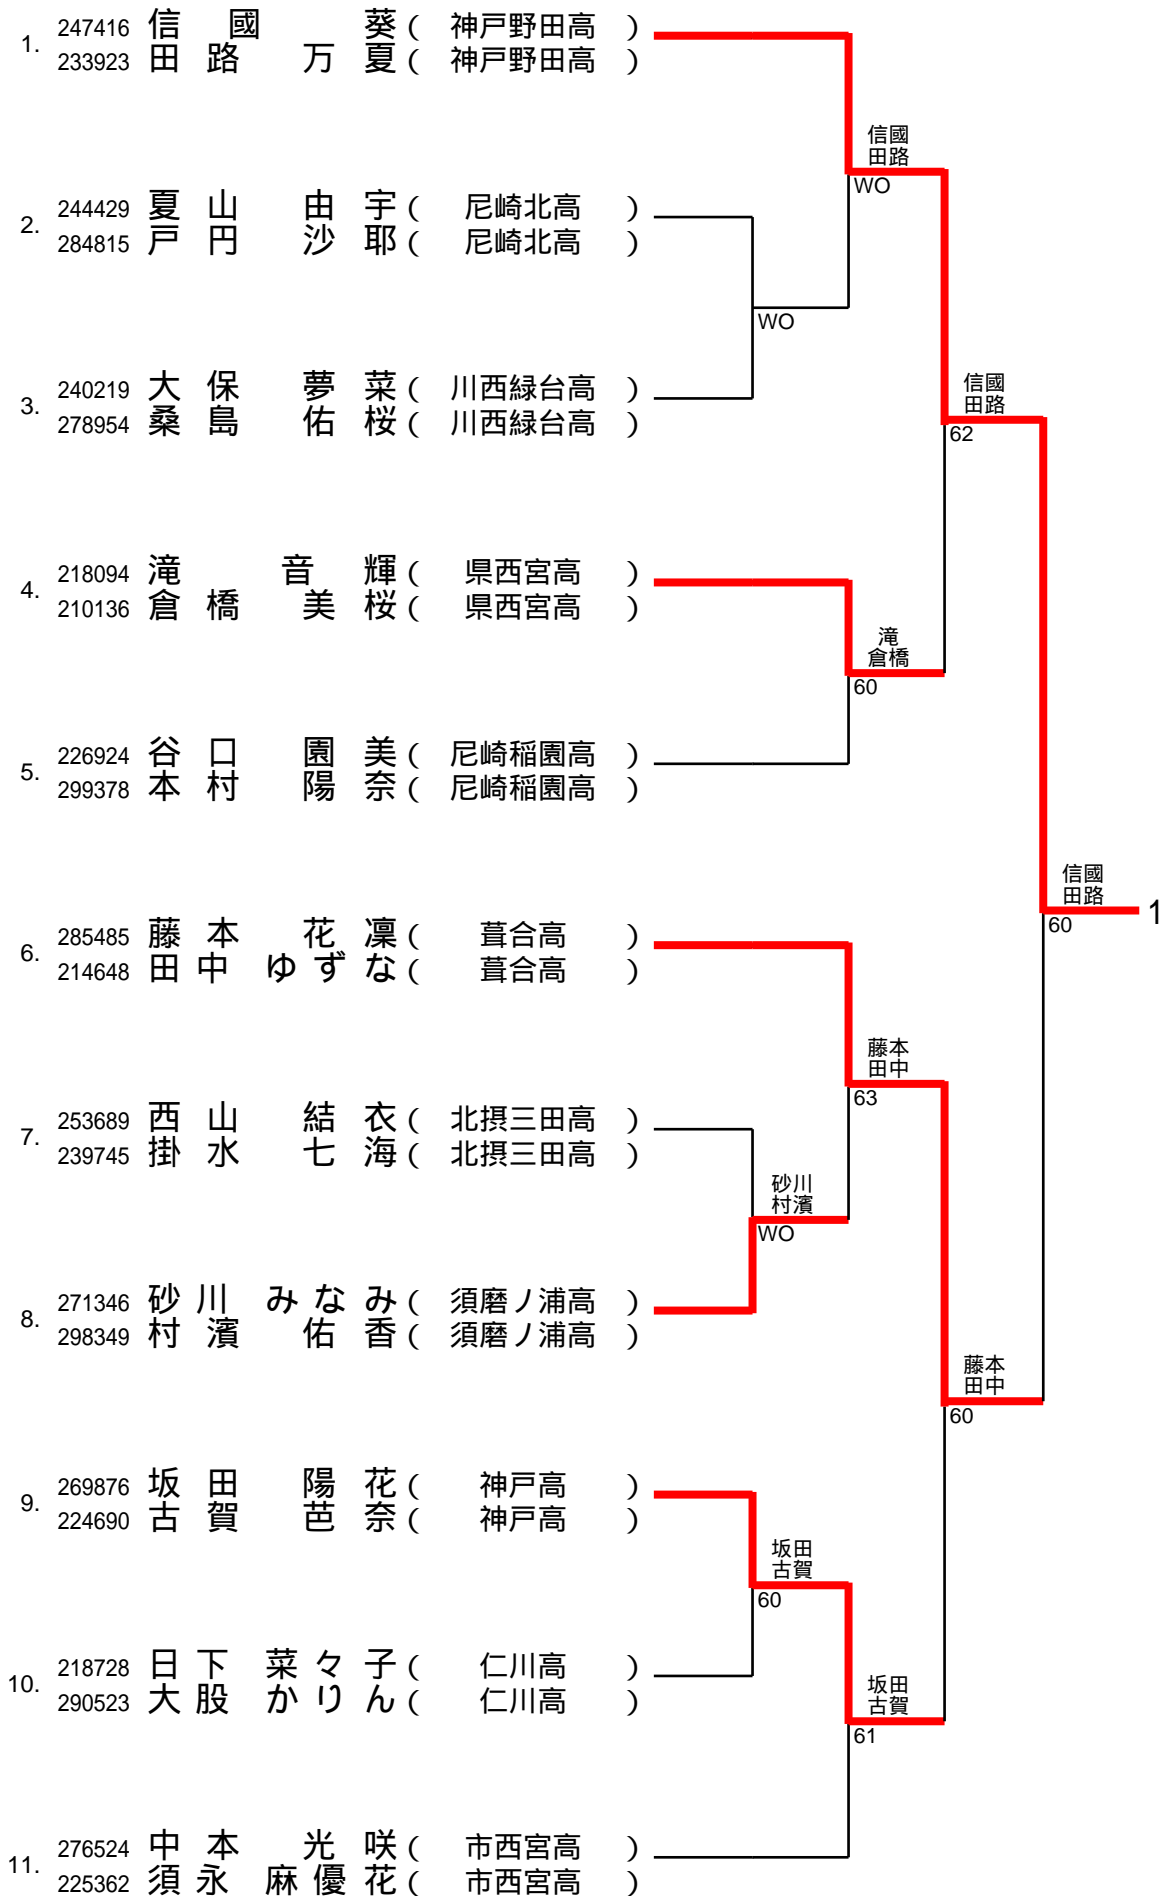 1. 247416 信國 葵 ( 神戸野田高 )
233923 田路 万夏 ( 神戸野田高 )
信國
田路
WO
2. 244429 夏山 由宇 ( 尼崎北高 )
284815 戸円 沙耶 ( 尼崎北高 )
WO
3. 240219 大保 夢菜 ( 川西緑台高 )
278954 桑島 佑桜 ( 川西緑台高 )
信國
田路
62
4. 218094 滝 音輝 ( 県西宮高 )
210136 倉橋 美桜 ( 県西宮高 )
滝
倉橋
60
5. 226924 谷口 園美 ( 尼崎稲園高 )
299378 本村 陽奈 ( 尼崎稲園高 )
信國
田路
60
1
6. 285485 藤本 花凜 ( 葺合高 )
214648 田中 ゆずな ( 葺合高 )
藤本
田中
63
7. 253689 西山 結衣 ( 北摂三田高 )
239745 掛水 七海 ( 北摂三田高 )
砂川
村濱
WO
8. 271346 砂川 みなみ ( 須磨ノ浦高 )
298349 村濱 佑香 ( 須磨ノ浦高 )
藤本
田中
60
9. 269876 坂田 陽花 ( 神戸高 )
224690 古賀 芭奈 ( 神戸高 )
坂田
古賀
60
10. 218728 日下 菜々子 ( 仁川高 )
290523 大股 かりん ( 仁川高 )
坂田
古賀
61
11. 276524 中本 光咲 ( 市西宮高 )
225362 須永 麻優花 ( 市西宮高 )